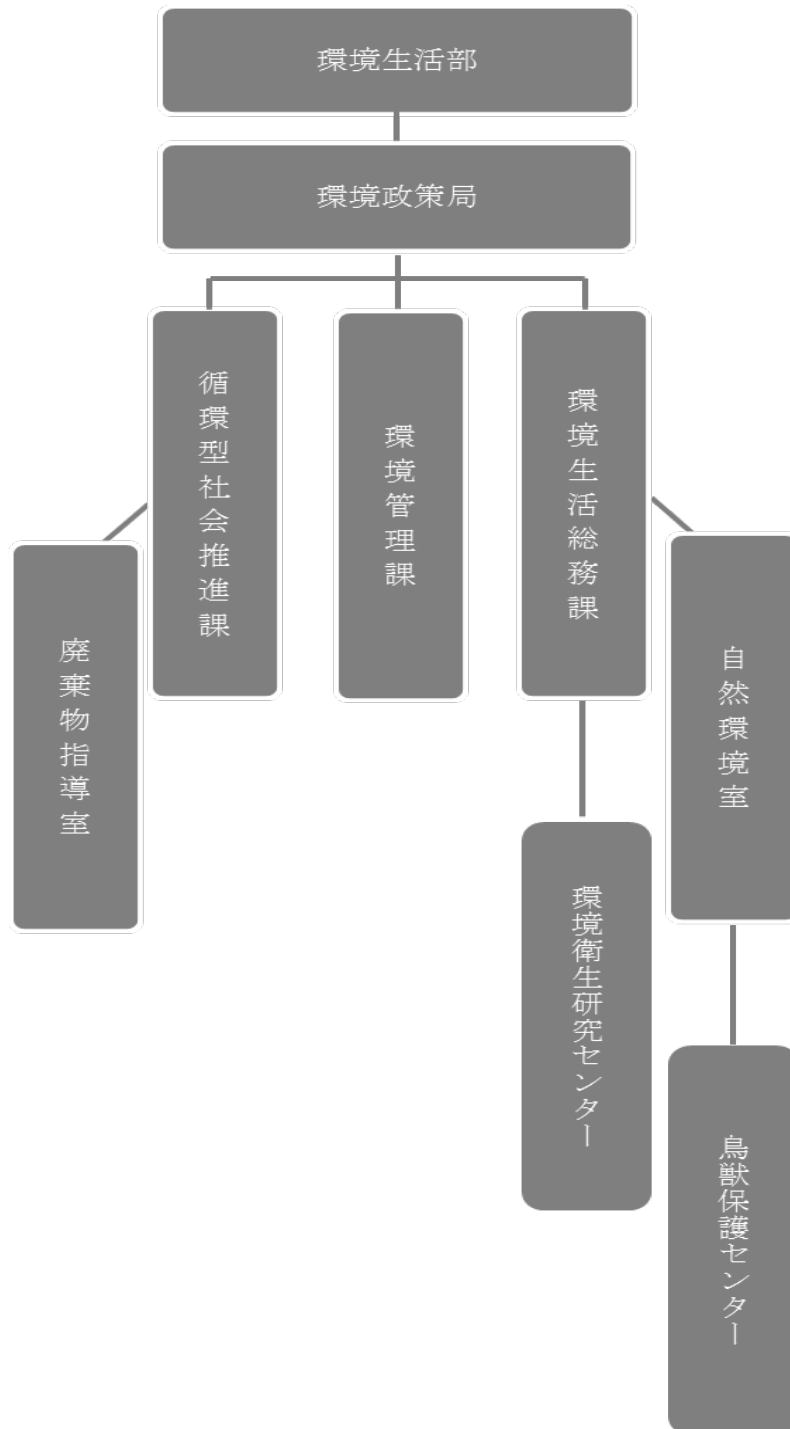 環境生活部
環境政策局
循環型社会推進課
環境管理課
環境生活総務課
廃棄物指導室
自然環境室
環境衛生研究センター
鳥獣保護センター